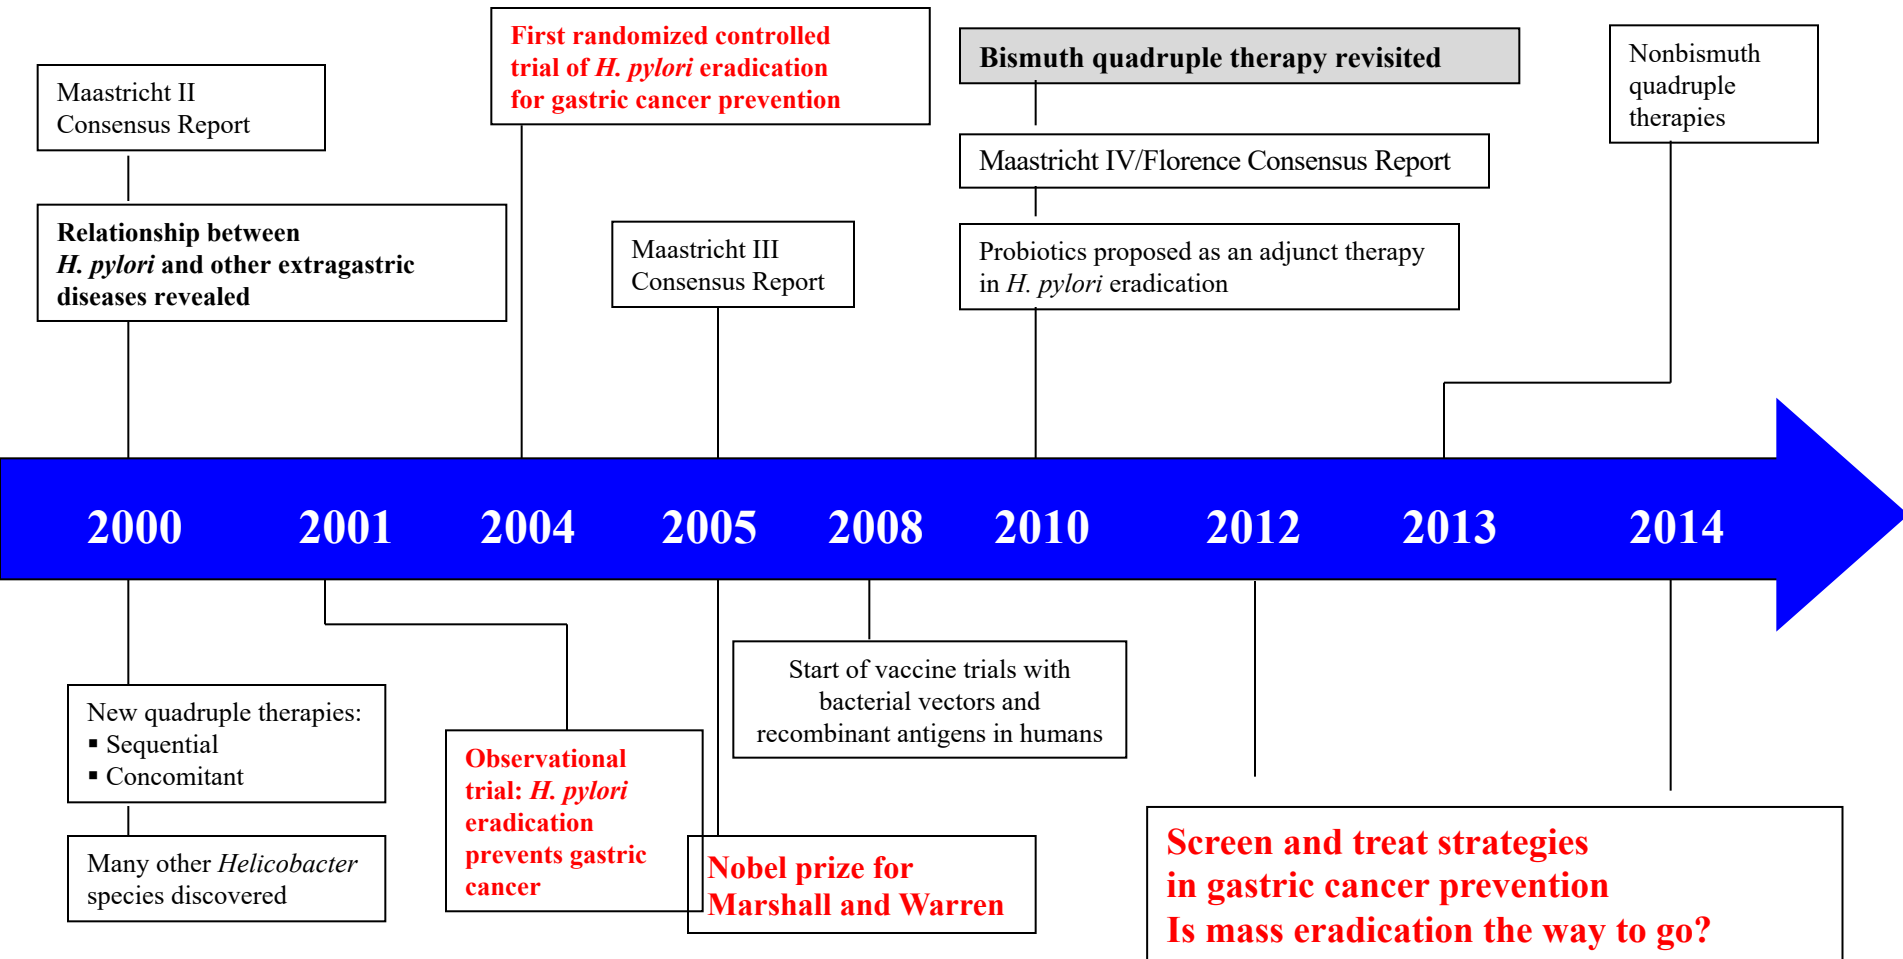 Maastricht II
Consensus Report
Relationship between
H. pylori and other extragastric
diseases revealed
First randomized controlled
trial of H. pylori eradication
for gastric cancer prevention
Maastricht III
Consensus Report
Bismuth quadruple therapy revisited
Maastricht IV/Florence Consensus Report
Probiotics proposed as an adjunct therapy
in H. pylori eradication
Nonbismuth
quadruple
therapies
2000 2001 2004 2005 2008 2010 2012 2013 2014
New quadruple therapies:
▪ Sequential
▪ Concomitant
Many other Helicobacter
species discovered
Observational
trial: H. pylori
eradication
prevents gastric
cancer
Nobel prize for
Marshall and Warren
Start of vaccine trials with
bacterial vectors and
recombinant antigens in humans
Screen and treat strategies
in gastric cancer prevention
Is mass eradication the way to go?